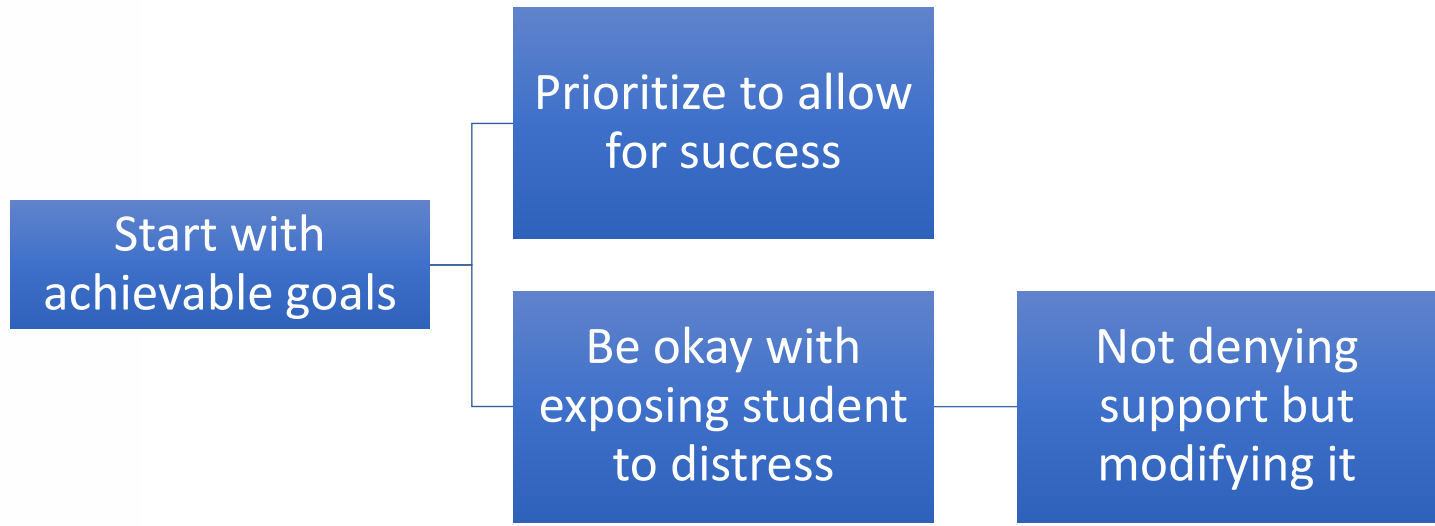 Prioritize to allow
for success
Start with
achievable goals
Be okay with
exposing student
to distress
Not denying
support but
modifying it